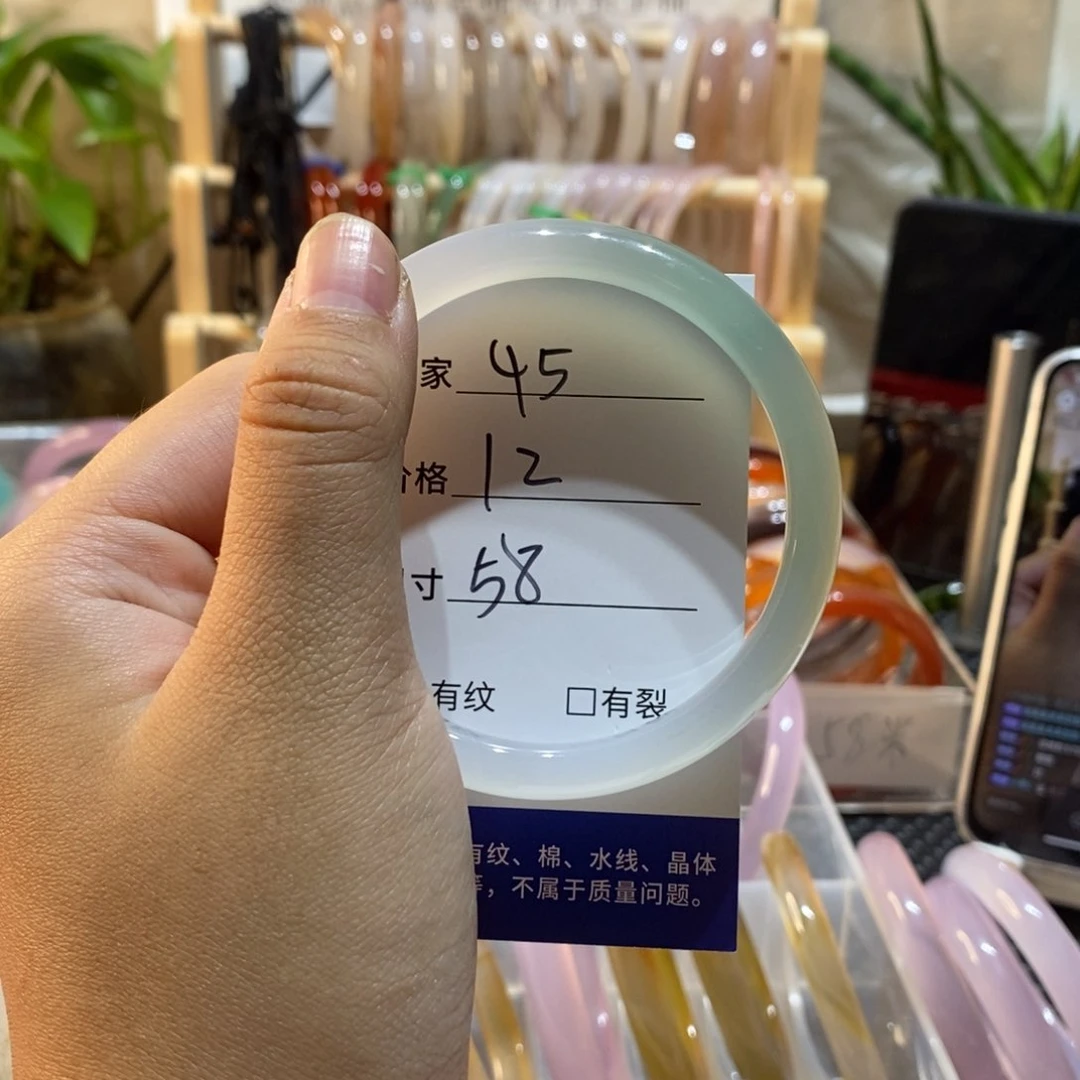 家 45
价格 12
寸 58
有纹 □有裂
有纹、棉、水线、晶体
等，不属于质量问题。